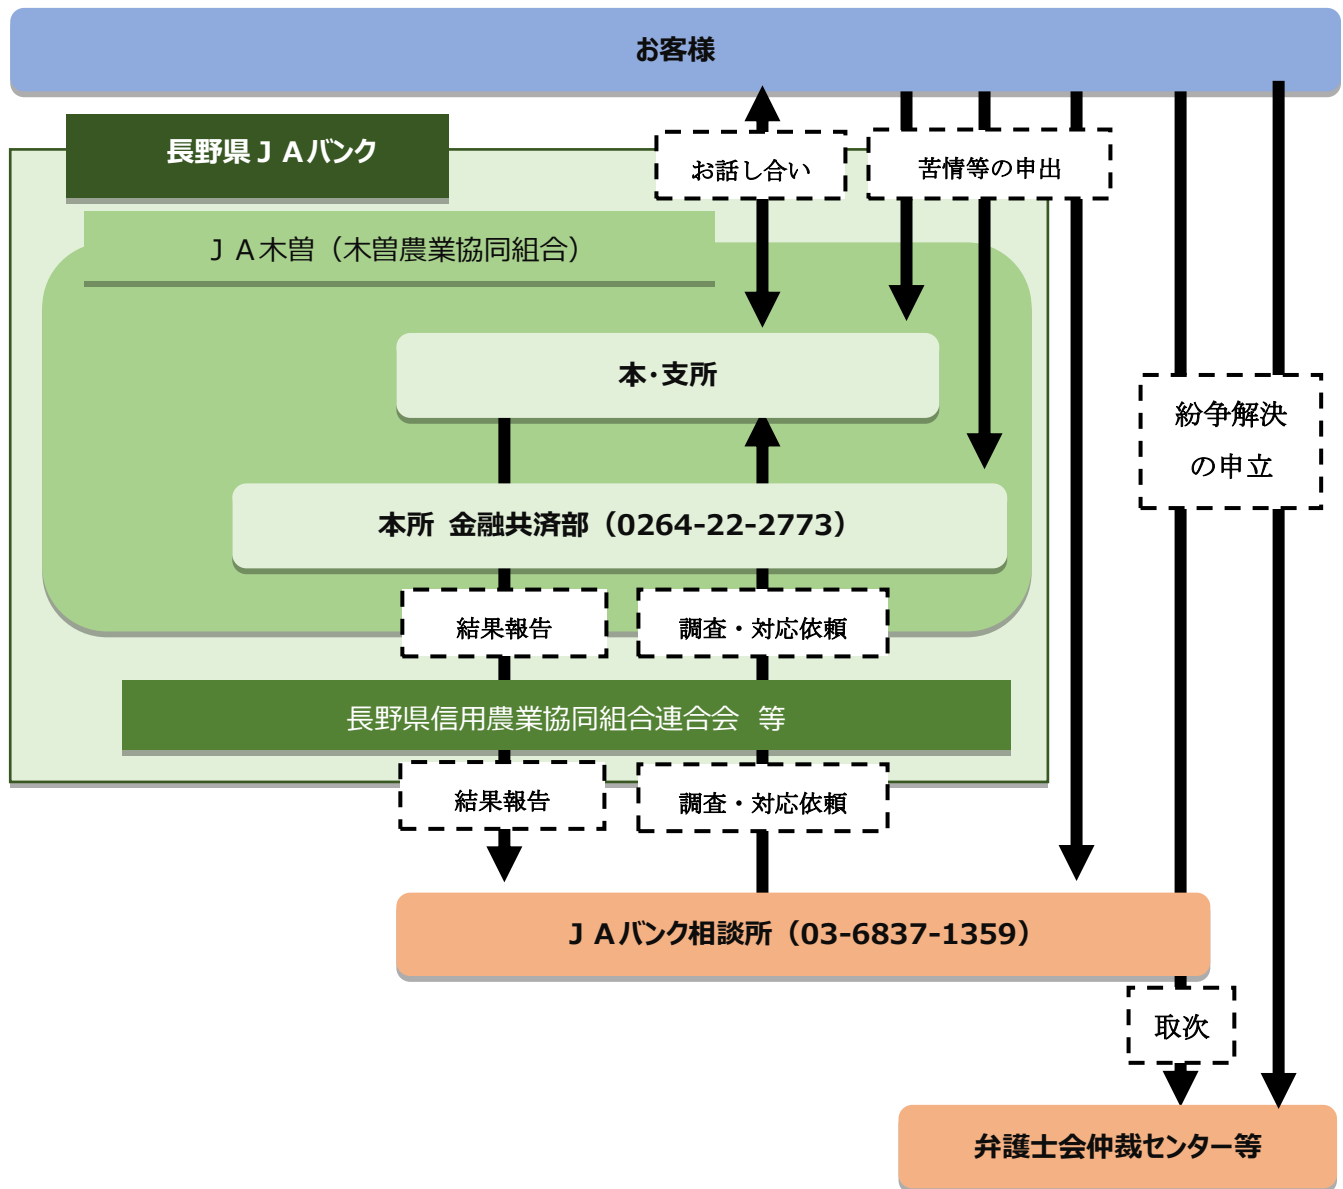 お客様
長野県ＪＡバンク
お話し合い
苦情等の申出
ＪＡ木曽（木曽農業協同組合）
本・支所
紛争解決
の申立
本所 金融共済部（0264-22-2773）
結果報告
調査・対応依頼
長野県信用農業協同組合連合会 等
結果報告
調査・対応依頼
ＪＡバンク相談所（03-6837-1359）
取次
弁護士会仲裁センター等